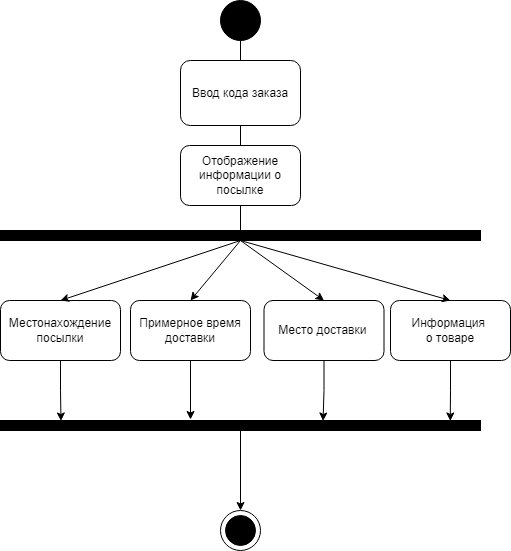 Ввод кода заказа
Отображение
информации о
посылке
Местонахождение
посылки
Примерное время
доставки
Место доставки
Информация
о товаре